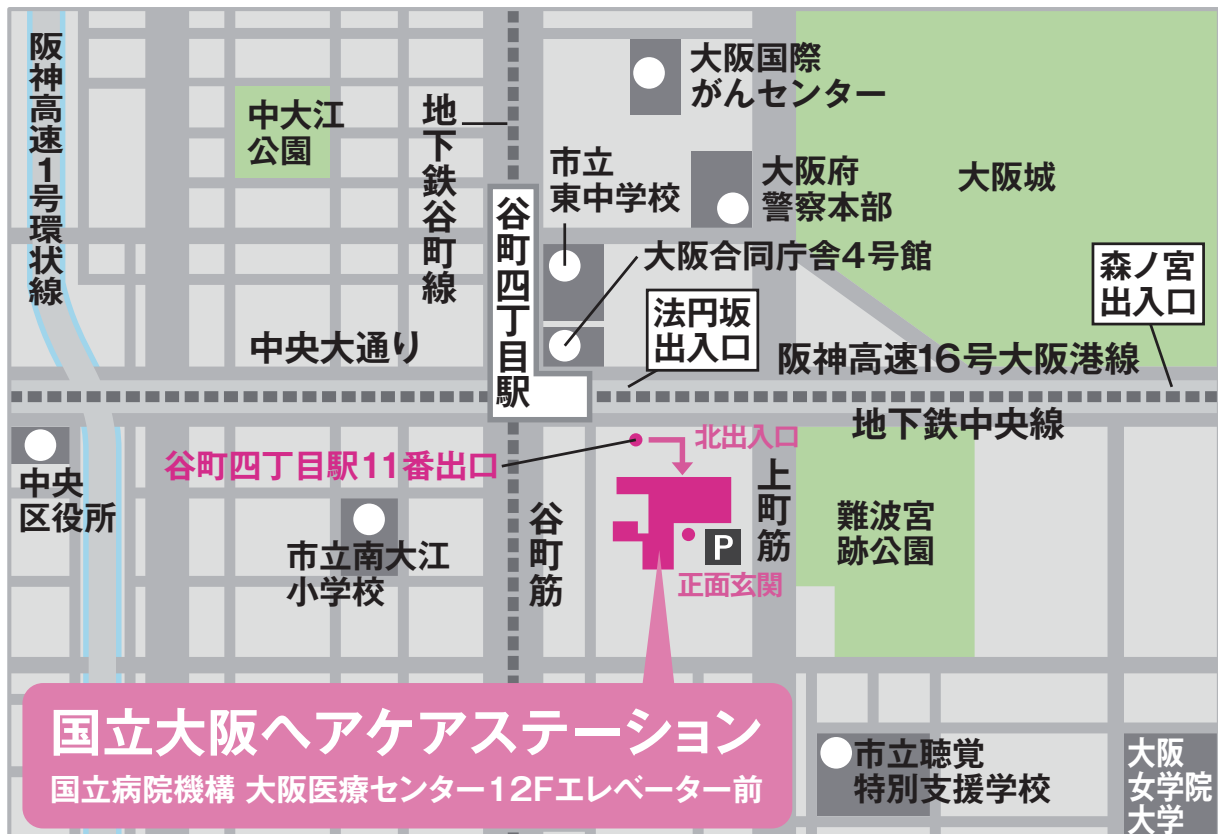 阪神高速1号環状線
中大江
公園
地下鉄谷町線
大阪国際
がんセンター
市立
東中学校
大阪府
警察本部
大阪城
谷町四丁目駅
大阪合同庁舎4号館
法円坂
出入口
森ノ宮
出入口
中央大通り
阪神高速16号大阪港線
地下鉄中央線
中央
区役所
谷町四丁目駅11番出口
北出入口
上町筋
難波宮
跡公園
市立南大江
小学校
谷町筋
P
正面玄関
国立大阪ヘアケアステーション
国立病院機構 大阪医療センター12Fエレベーター前
市立聴覚
特別支援学校
大阪
女学院
大学